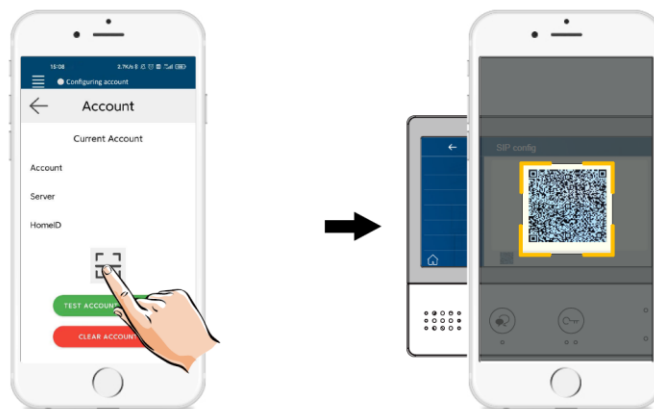 15:08
Configuring account
Account
Current Account
Account
Server
HomeID
TEST ACCOUNT
CLEAR ACCOUNT
SIP config